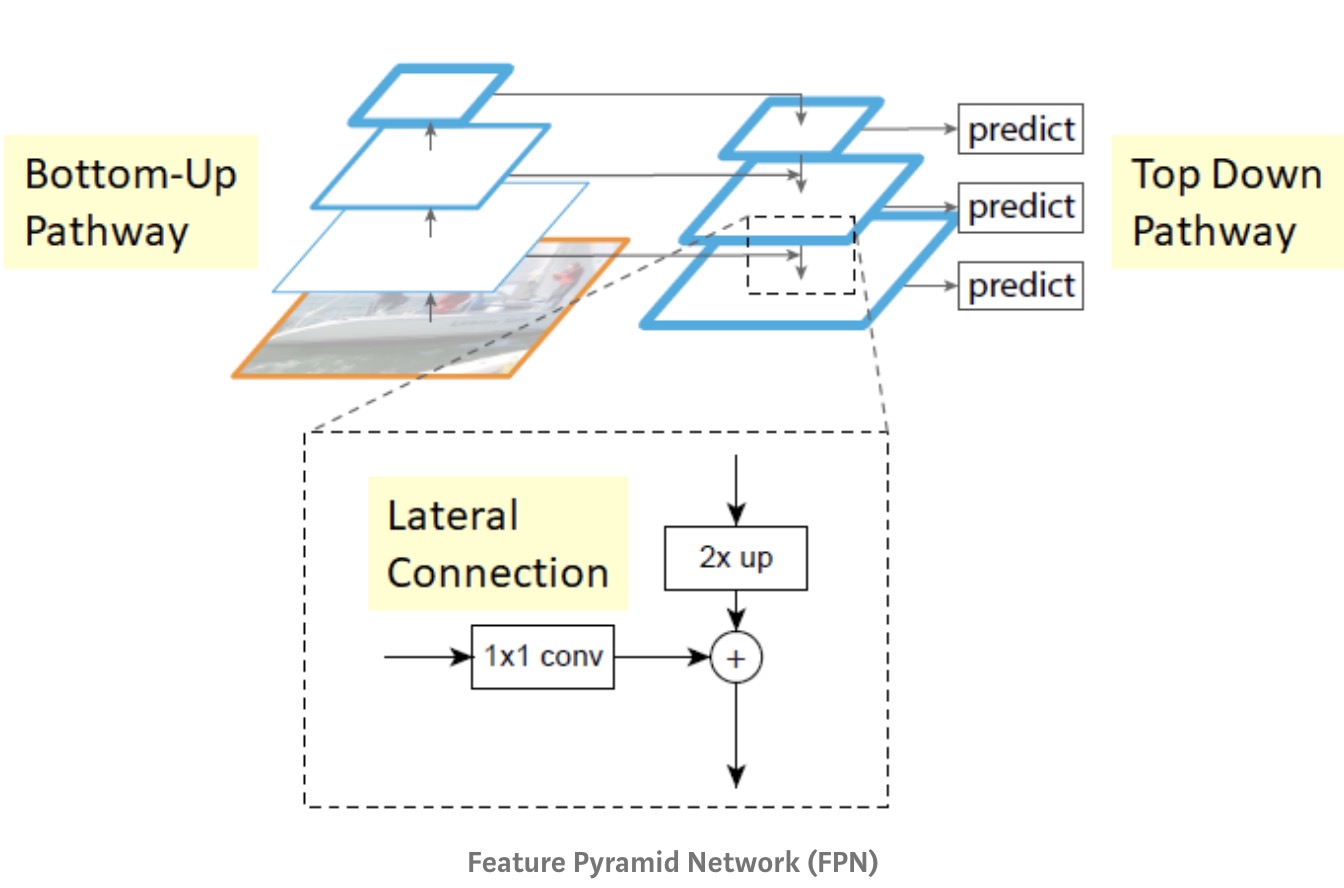 Bottom-Up
Pathway
predict
predict
predict
Top Down
Pathway
Lateral
Connection
2x up
1x1 conv
+
Feature Pyramid Network (FPN)